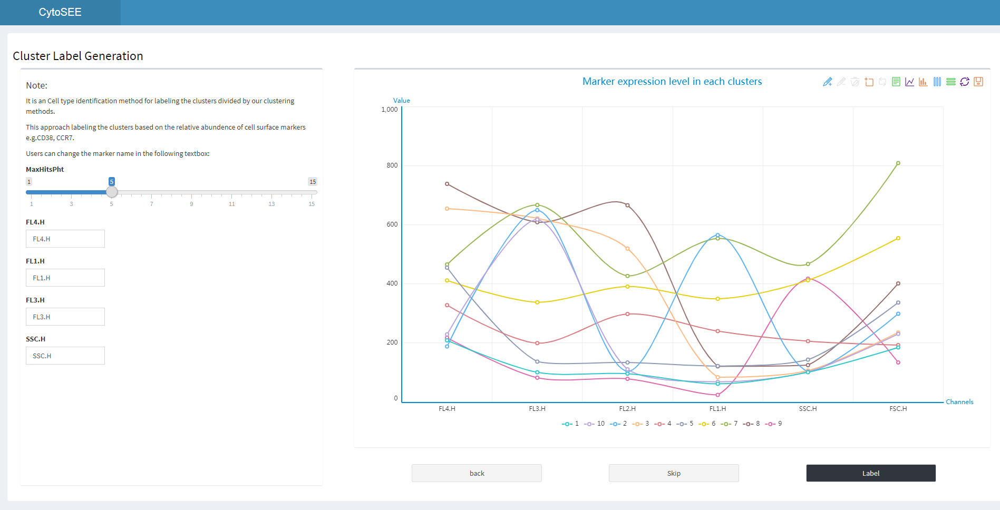 CytoSEE
Cluster Label Generation
Note:
It is an Cell type identification method for labeling the clusters divided by our clustering
methods.
This approach labeling the clusters based on the relative abundance of cell surface markers
e.g.CD38, CCR7.
Users can change the marker name in the following textbox:
MaxHitsPht
1 5 15
1 3 5 7 9 11 13 15
FL4.H
FL4.H
FL1.H
FL1.H
FL3.H
FL3.H
SSC.H
SSC.H
Marker expression level in each clusters
Value
1,000
800
600
400
200
0
Channels
FL4.H FL3.H FL2.H FL1.H SSC.H FSC.H
1 10 2 3 4 5 6 7 8 9
back Skip Label